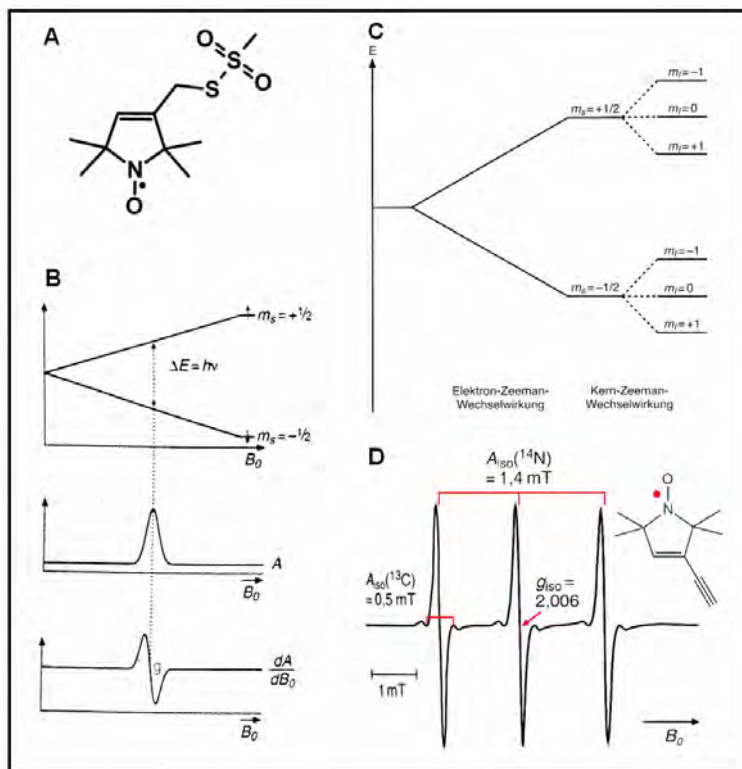 A
O
S
O
S
N
•
O
B
m_s = +1/2
ΔE = hν
m_s = −1/2
B_0
A
B_0
g
dA
dB_0
B_0
C
E
m_I = −1
m_s = +1/2
m_I = 0
m_I = +1
m_I = −1
m_s = −1/2
m_I = 0
m_I = +1
Elektron-Zeeman-
Wechselwirkung
Kern-Zeeman-
Wechselwirkung
D
A_iso(¹⁴N)
= 1,4 mT
O
N
A_iso(¹³C)
= 0,5 mT
g_iso =
2,006
1mT
B_0